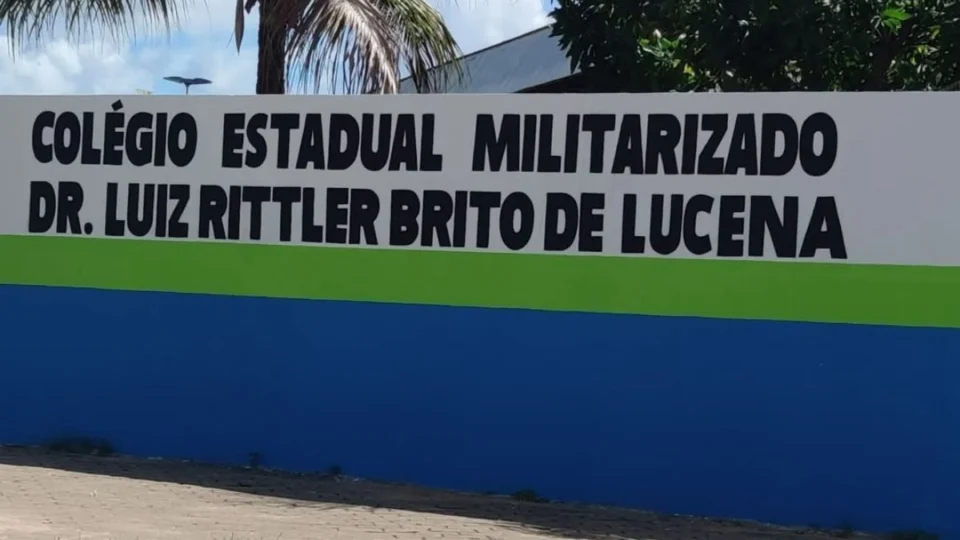 COLÉGIO ESTADUAL MILITARIZADO
DR. LUIZ RITTLER BRITO DE LUCENA